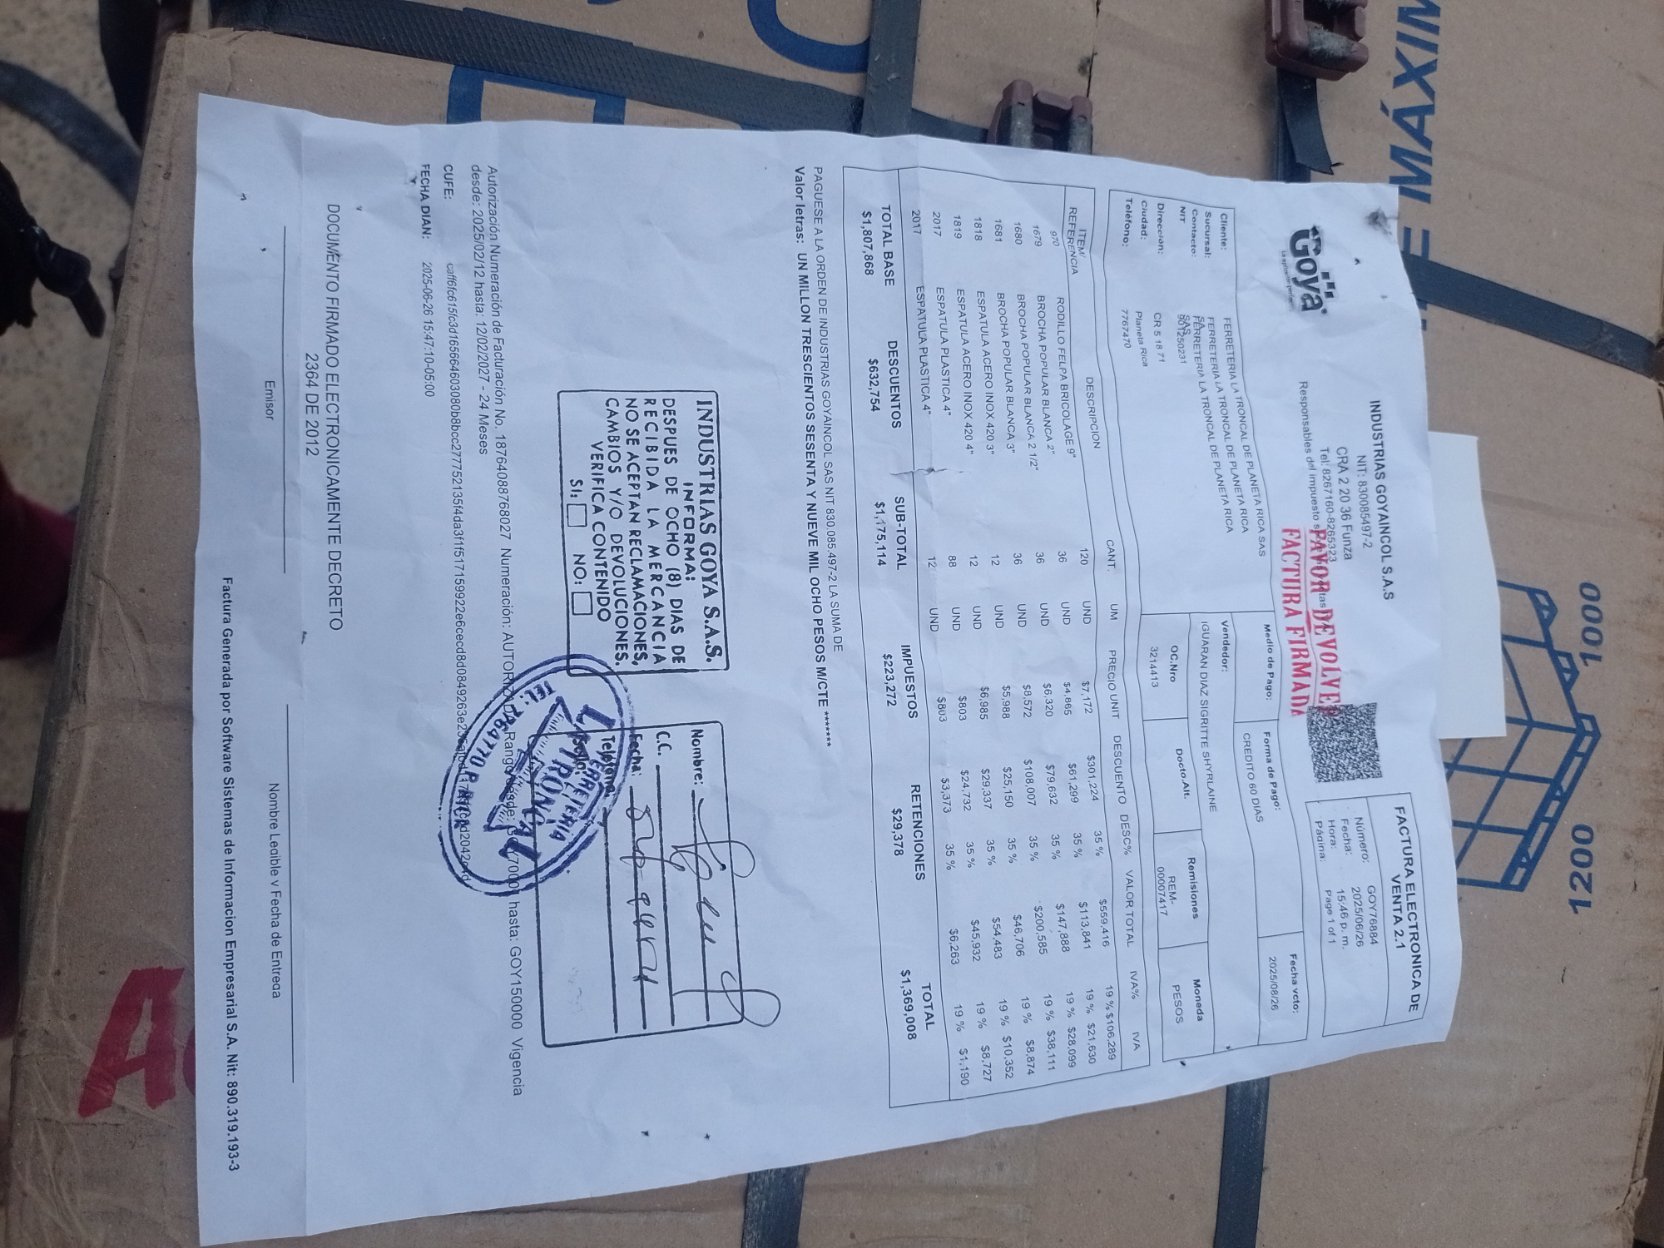 Goya
INDUSTRIAS GOYAINCOL S.A.S
NIT: 830085497-2
CRA 2 20 36 Funza
Tel: 8267160-8265323
Responsables del impuesto
FAVOR DEVOLVER
FACTURA FIRMADA
FACTURA ELECTRONICA DE
VENTA 2.1
Número: GOY76884
Fecha: 2025/06/26
Hora: 15:46 p. m.
Página: Page 1 of 1
Cliente: FERRETERIA LA TRONCAL DE PLANETA RICA SAS
Sucursal: FERRETERIA LA TRONCAL DE PLANETA RICA
Contacto: FERRETERIA LA TRONCAL DE PLANETA RICA
SAS
NIT 901250231
Dirección: CR 5 18 71
Ciudad: Planeta Rica
Teléfono: 7767470
Medio de Pago: Forma de Pago: Fecha vcto:
CREDITO 60 DIAS 2025/08/26
Vendedor:
IGUARAN DIAZ SIGRITTE SHYRLAINE
OC.Nro Docto.Alt. Remisiones Moneda
3214413 REM-00007417 PESOS
ITEM/REFERENCIA DESCRIPCION CANT. UM PRECIO UNIT DESCUENTO DESC% VALOR TOTAL IVA% IVA
970 RODILLO FELPA BRICOLAGE 9" 120 UND $7,172 $301,224 35 % $559,416 19 % $106,289
1679 BROCHA POPULAR BLANCA 2" 36 UND $4,865 $61,299 35 % $113,841 19 % $21,630
1680 BROCHA POPULAR BLANCA 2 1/2" 36 UND $6,320 $79,632 35 % $147,888 19 % $28,099
1681 BROCHA POPULAR BLANCA 3" 36 UND $8,572 $108,007 35 % $200,585 19 % $38,111
1818 ESPATULA ACERO INOX 420 3" 12 UND $5,988 $25,150 35 % $46,706 19 % $8,874
1819 ESPATULA ACERO INOX 420 4" 12 UND $6,985 $29,337 35 % $54,483 19 % $10,352
2017 ESPATULA PLASTICA 4" 88 UND $803 $24,732 35 % $45,932 19 % $8,727
2017 ESPATULA PLASTICA 4" 12 UND $803 $3,373 35 % $6,263 19 % $1,190
TOTAL BASE DESCUENTOS SUB-TOTAL IMPUESTOS RETENCIONES TOTAL
$1,807,868 $632,754 $1,175,114 $223,272 $29,378 $1,369,008
PAGUESE A LA ORDEN DE INDUSTRIAS GOYAINCOL SAS NIT 830.085.497-2 LA SUMA DE
Valor letras: UN MILLON TRESCIENTOS SESENTA Y NUEVE MIL OCHO PESOS M/CTE *******
INDUSTRIAS GOYA S.A.S.
INFORMA:
DESPUES DE OCHO (8) DIAS DE
RECIBIDA LA MERCANCIA
NO SE ACEPTAN RECLAMACIONES,
CAMBIOS Y/O DEVOLUCIONES.
VERIFICA CONTENIDO
SI: NO:
Nombre:
C.C.
Fecha:
Teléfono:
FERRETERIA
LA TRONCAL
Autorización Numeración de Facturación No. 18764088768027 Numeración: AUTORIZADA Rango desde: hasta: GOY150000 Vigencia
desde: 2025/02/12 hasta: 12/02/2027 - 24 Meses
CUFE:
FECHA DIAN: 2025-06-26 15:47:10-05:00
DOCUMENTO FIRMADO ELECTRONICAMENTE DECRETO
2364 DE 2012
Emisor
Nombre Legible y Fecha de Entrega
Factura Generada por Software Sistemas de Informacion Empresarial S.A. Nit: 890.319.193-3
MÁXIM
1000
1200